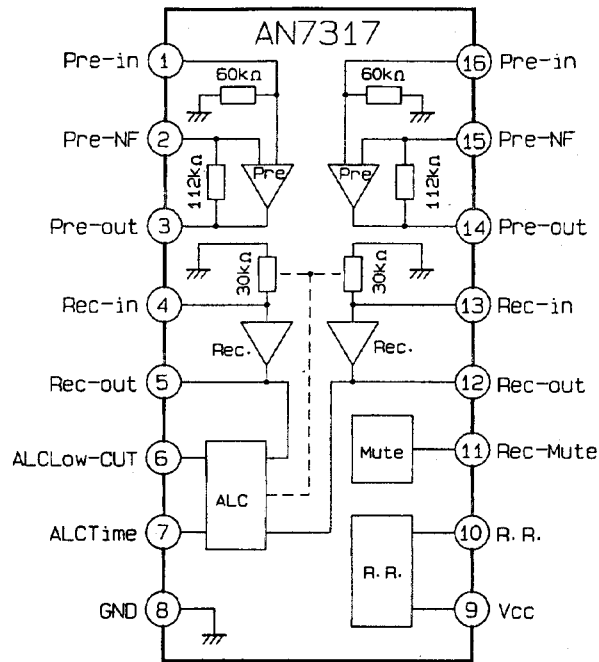 AN7317
Pre-in 1
60kΩ
60kΩ
16 Pre-in
Pre-NF 2
112kΩ
Pre
Pre
112kΩ
15 Pre-NF
Pre-out 3
14 Pre-out
30kΩ
30kΩ
Rec-in 4
13 Rec-in
Rec.
Rec.
Rec-out 5
12 Rec-out
ALCLow-CUT 6
ALC
Mute
11 Rec-Mute
ALCTime 7
R.R.
10 R.R.
GND 8
9 Vcc